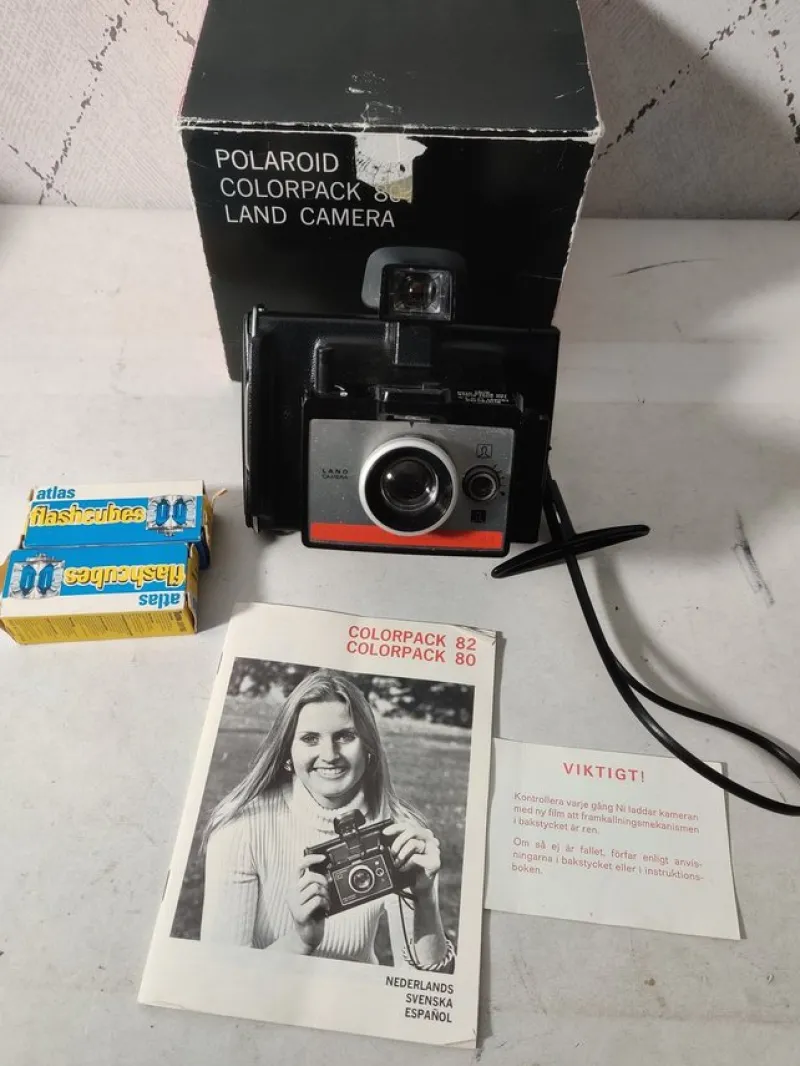 POLAROID
COLORPACK 80
LAND CAMERA
LAND
CAMERA
atlas
flashcubes
flashcubes
atlas
COLORPACK 82
COLORPACK 80
NEDERLANDS
SVENSKA
ESPAÑOL
VIKTIGT!
Kontrollera varje gång Ni laddar kameran
med ny film att framkallningsmekanismen
i bakstycket är ren.
Om så ej är fallet, förfar enligt anvis-
ningarna i bakstycket eller i instruktions-
boken.